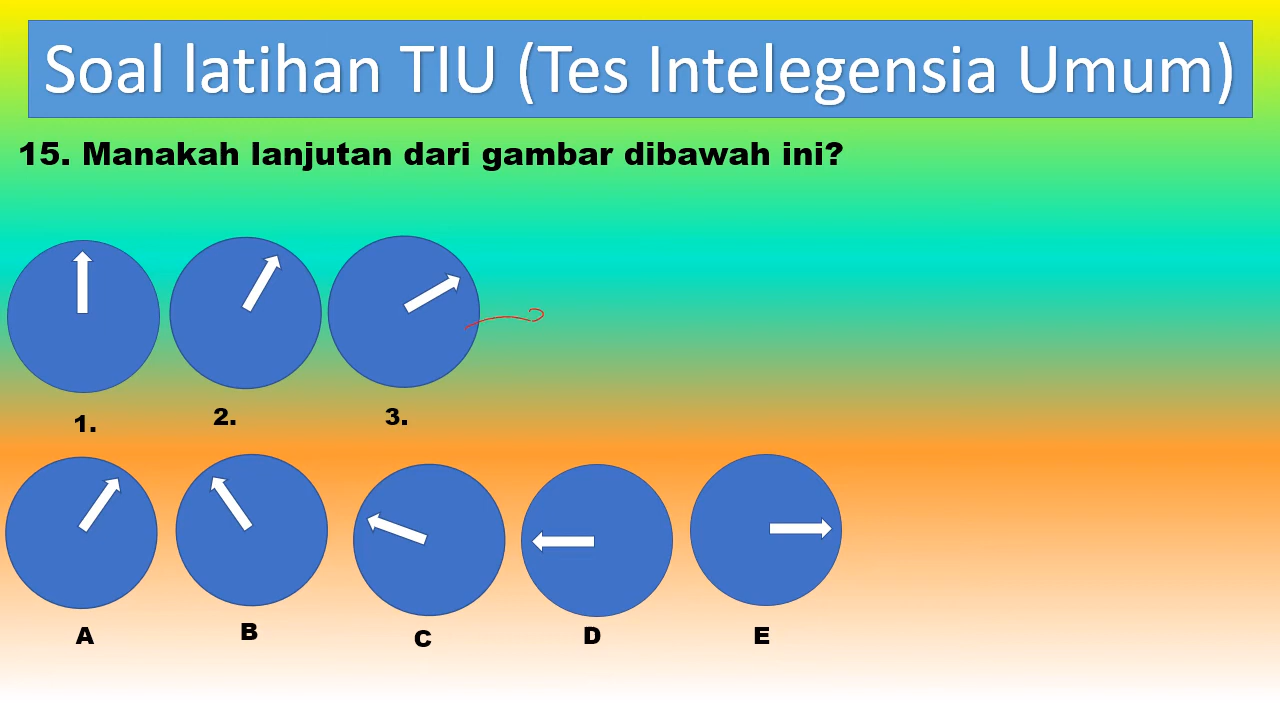 Soal latihan TIU (Tes Intelegensia Umum)
15. Manakah lanjutan dari gambar dibawah ini?
1. 2. 3.
A B C D E